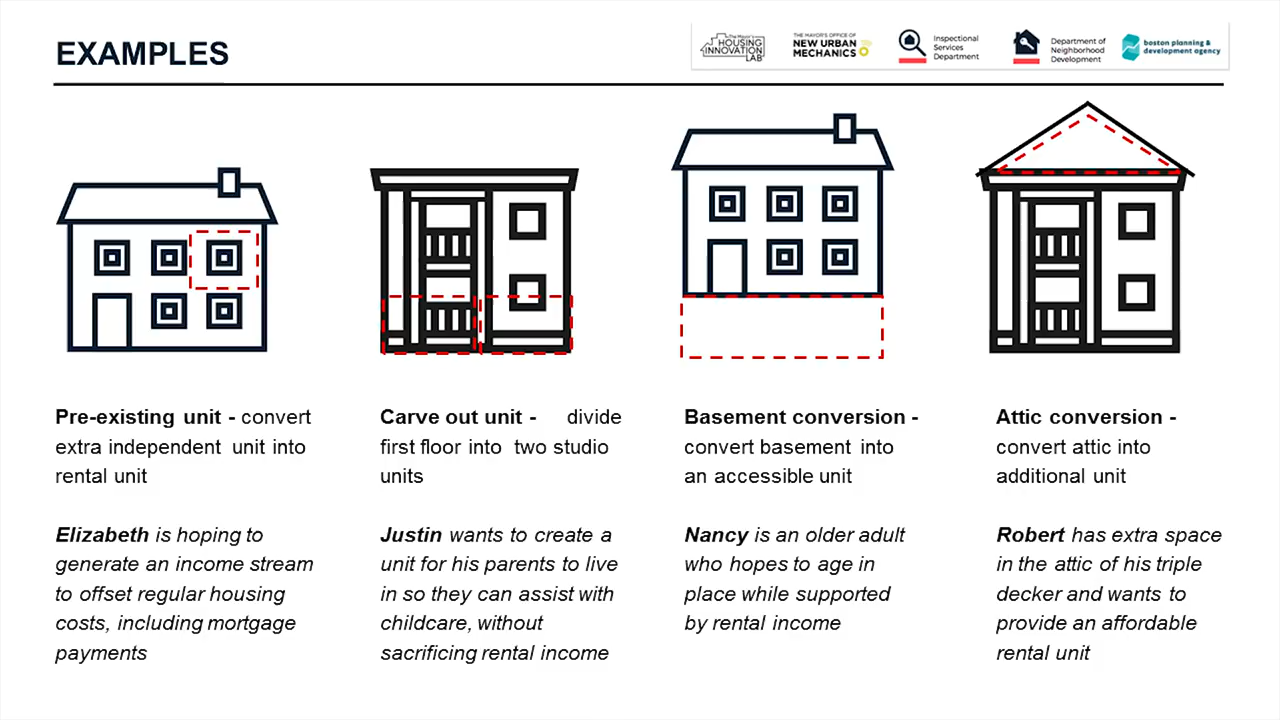 EXAMPLES
The Mayor's
HOUSING
INNOVATION
LAB
THE MAYOR'S OFFICE OF
NEW URBAN
MECHANICS
Inspectional
Services
Department
Department of
Neighborhood
Development
boston planning &
development agency
Pre-existing unit - convert
extra independent unit into
rental unit
Elizabeth is hoping to
generate an income stream
to offset regular housing
costs, including mortgage
payments
Carve out unit - divide
first floor into two studio
units
Justin wants to create a
unit for his parents to live
in so they can assist with
childcare, without
sacrificing rental income
Basement conversion -
convert basement into
an accessible unit
Nancy is an older adult
who hopes to age in
place while supported
by rental income
Attic conversion -
convert attic into
additional unit
Robert has extra space
in the attic of his triple
decker and wants to
provide an affordable
rental unit